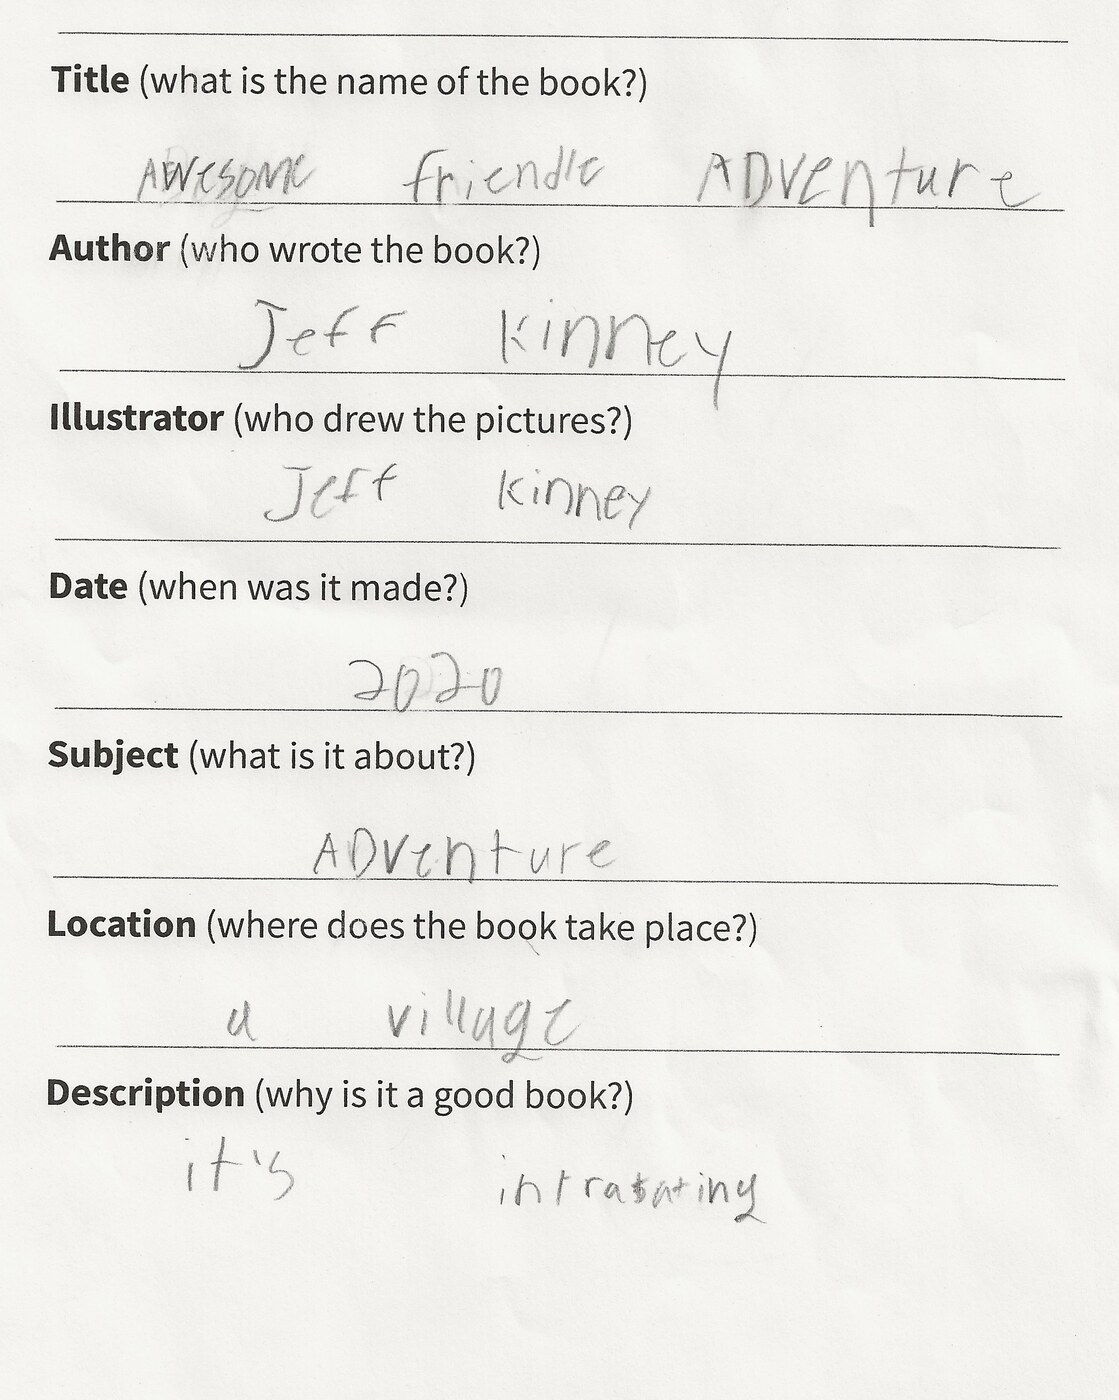 Title (what is the name of the book?)
AWesome friendle ADventure
Author (who wrote the book?)
Jeff Kinney
Illustrator (who drew the pictures?)
Jeff Kinney
Date (when was it made?)
2020
Subject (what is it about?)
ADventure
Location (where does the book take place?)
a village
Description (why is it a good book?)
it's intrasating